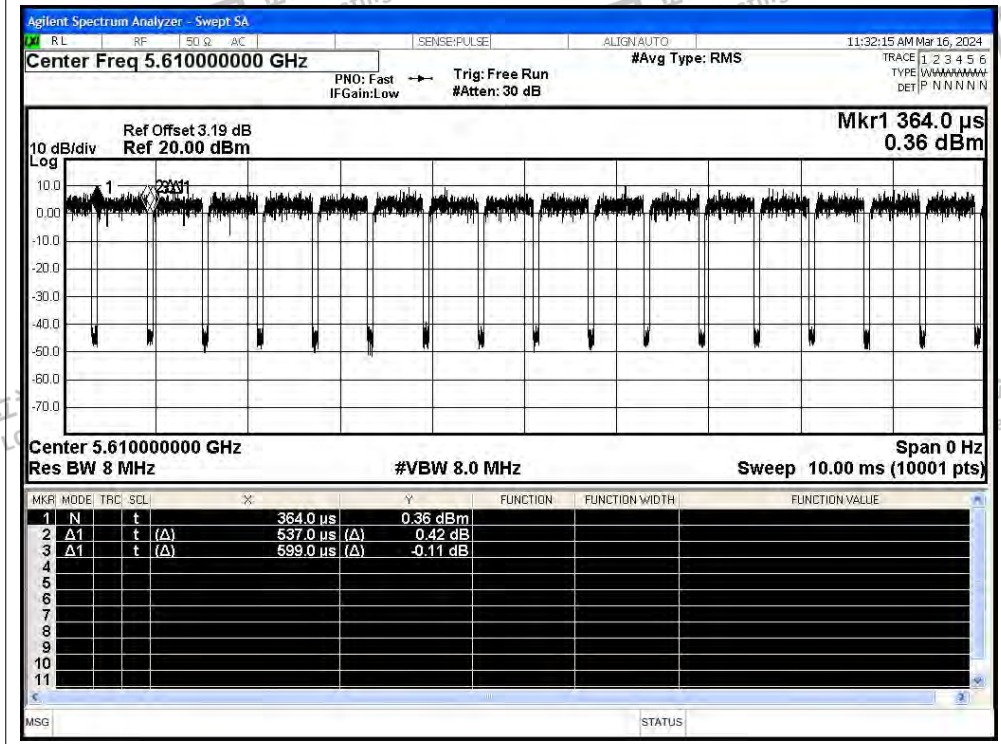 Agilent Spectrum Analyzer - Swept SA
LXI RL RF 50 Ω AC SENSE:PULSE ALIGN AUTO 11:32:15 AM Mar 16, 2024
Center Freq 5.610000000 GHz
#Avg Type: RMS
TRACE 1 2 3 4 5 6
PNO: Fast Trig: Free Run
TYPE WWWWWW
IFGain:Low #Atten: 30 dB
DET P N N N N N
Mkr1 364.0 µs
Ref Offset 3.19 dB
10 dB/div Ref 20.00 dBm
0.36 dBm
Log
10.0
0.00
-10.0
-20.0
-30.0
-40.0
-50.0
-60.0
-70.0
1
Center 5.610000000 GHz Span 0 Hz
Res BW 8 MHz #VBW 8.0 MHz Sweep 10.00 ms (10001 pts)
MKR MODE TRC SCL X Y FUNCTION FUNCTION WIDTH FUNCTION VALUE
1 N t 364.0 µs 0.36 dBm
2 Δ1 t (Δ) 537.0 µs (Δ) 0.42 dB
3 Δ1 t (Δ) 599.0 µs (Δ) -0.11 dB
4
5
6
7
8
9
10
11
MSG STATUS